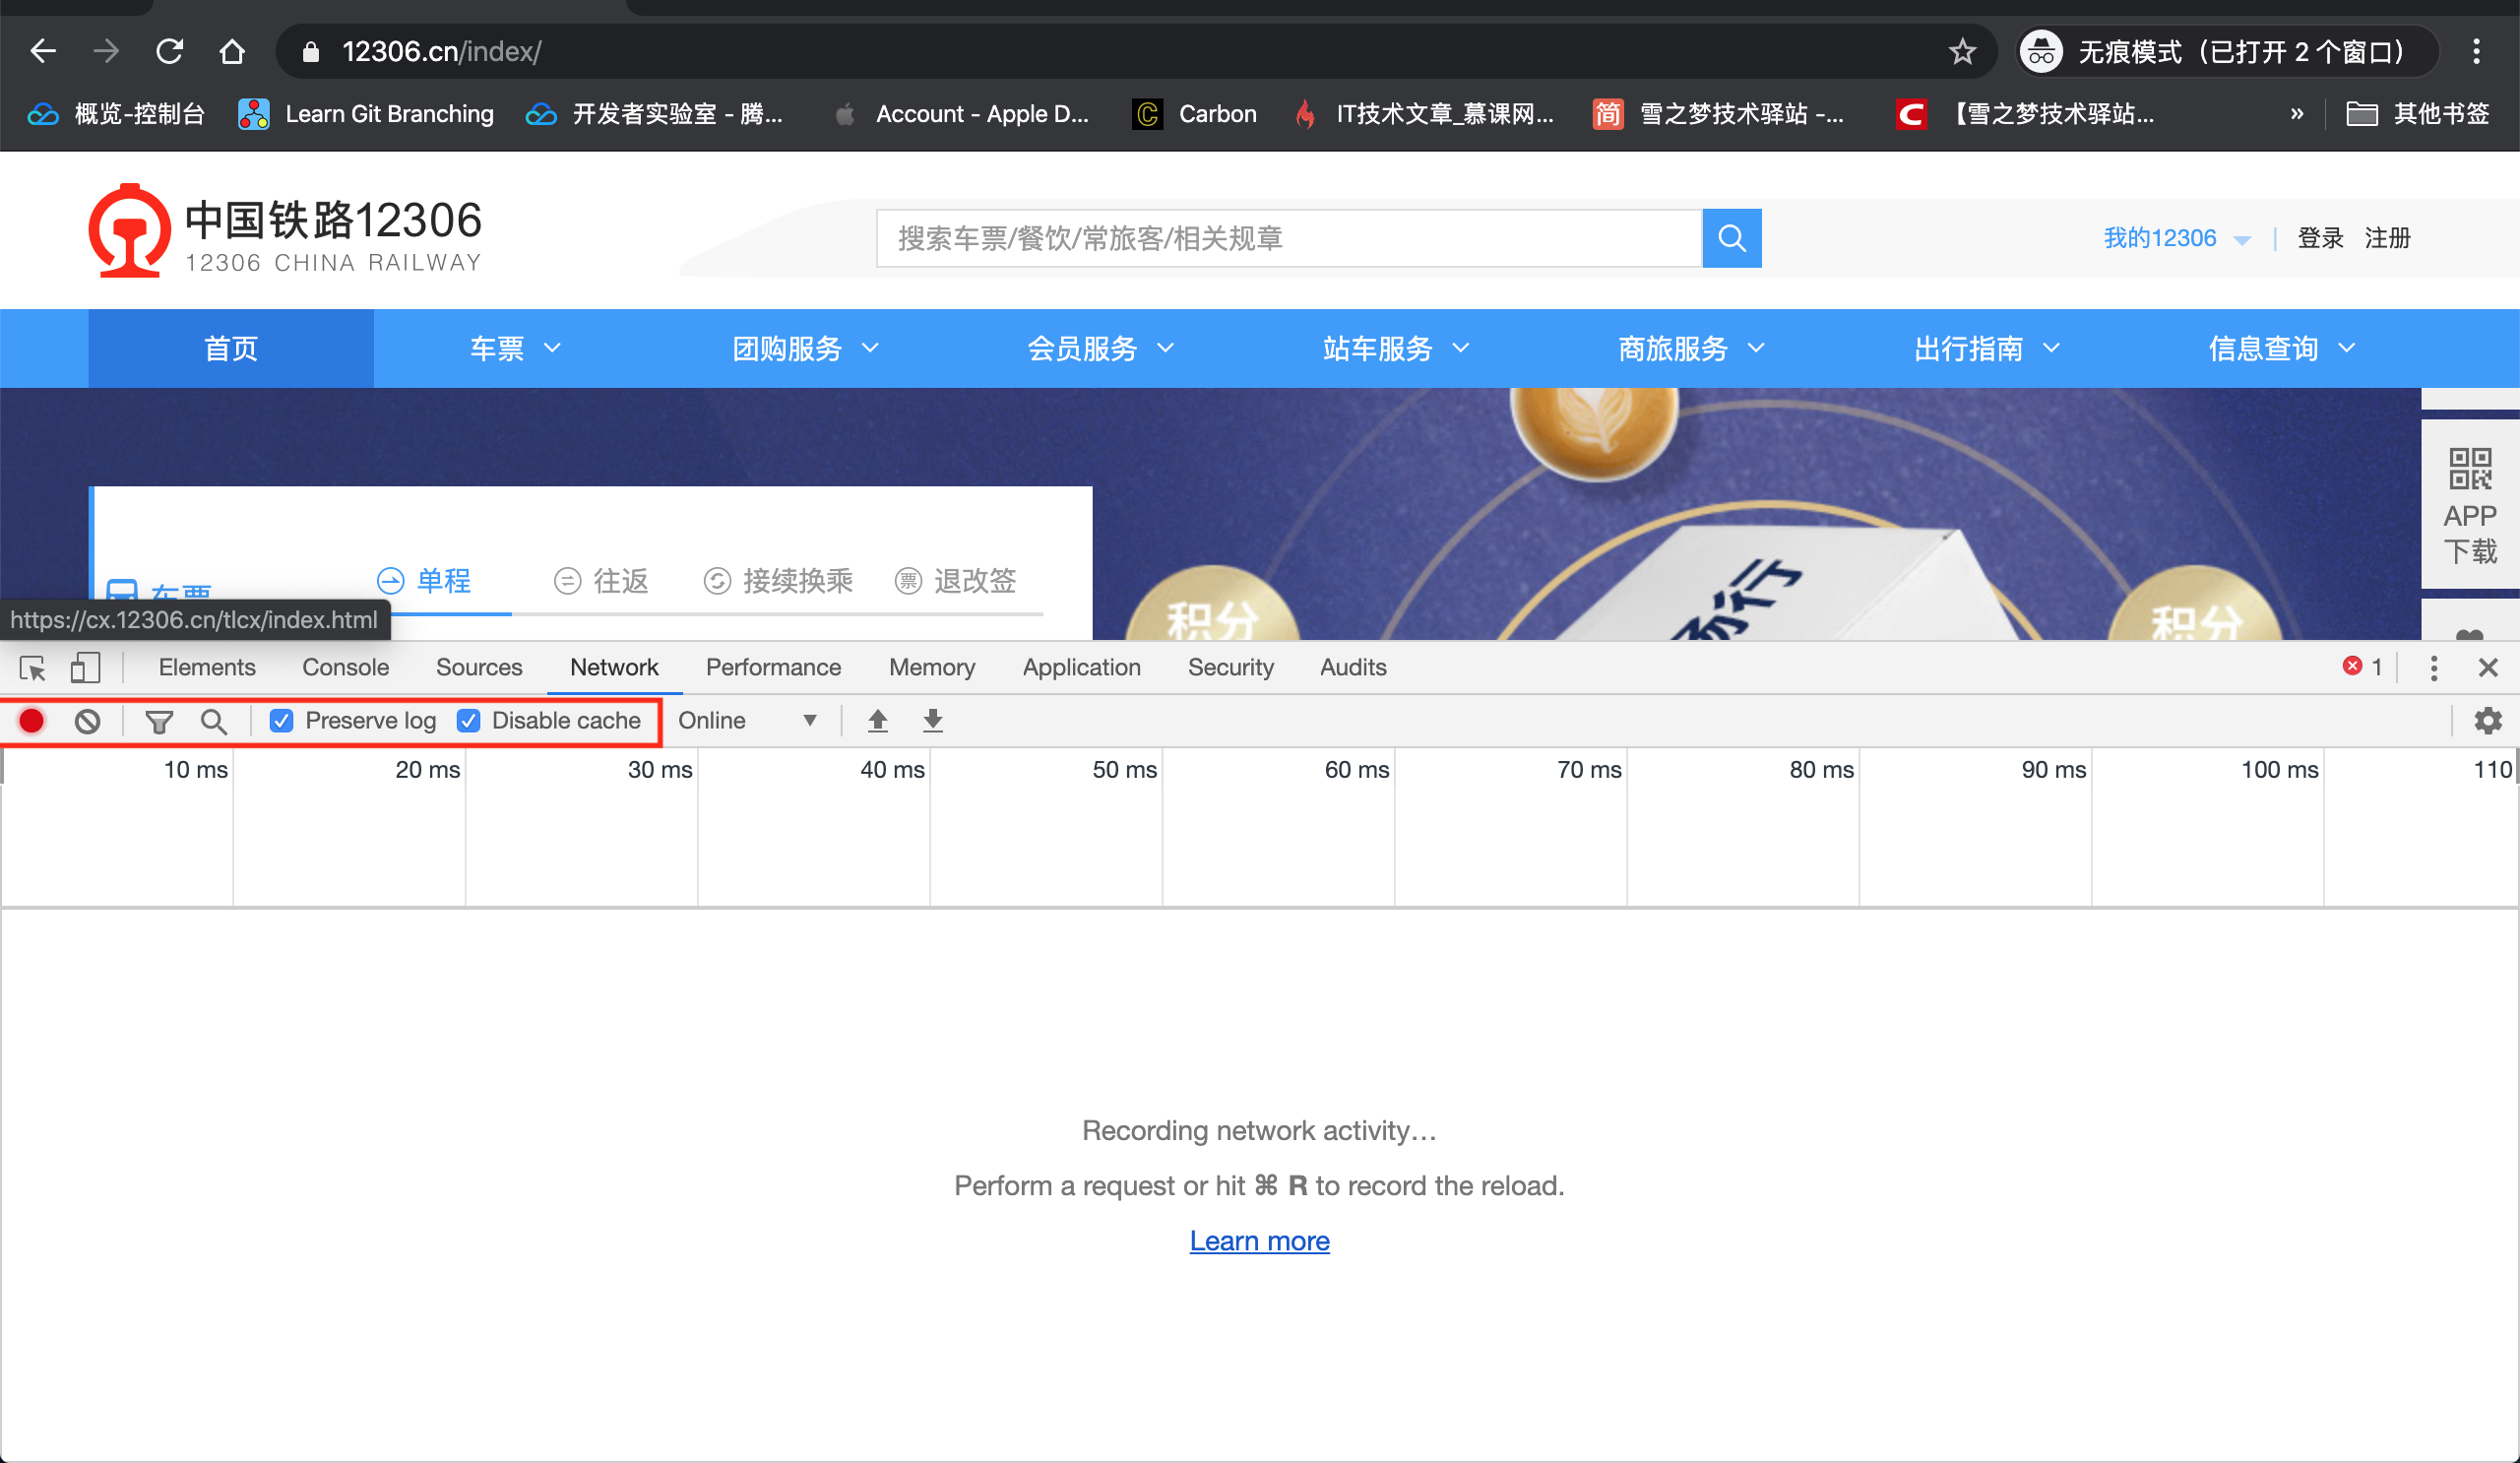 12306.cn/index/
无痕模式（已打开 2 个窗口）
概览-控制台 Learn Git Branching 开发者实验室 - 腾... Account - Apple D... Carbon IT技术文章_慕课网... 简 雪之梦技术驿站 -... C 【雪之梦技术驿站... » 其他书签
中国铁路12306
12306 CHINA RAILWAY
搜索车票/餐饮/常旅客/相关规章
我的12306 | 登录 注册
首页 车票 团购服务 会员服务 站车服务 商旅服务 出行指南 信息查询
APP
下载
车票
单程 往返 接续换乘 票 退改签
积分
积分
https://cx.12306.cn/tlcx/index.html
Elements Console Sources Network Performance Memory Application Security Audits 1
Preserve log Disable cache Online
10 ms 20 ms 30 ms 40 ms 50 ms 60 ms 70 ms 80 ms 90 ms 100 ms 110
Recording network activity…
Perform a request or hit ⌘ R to record the reload.
Learn more